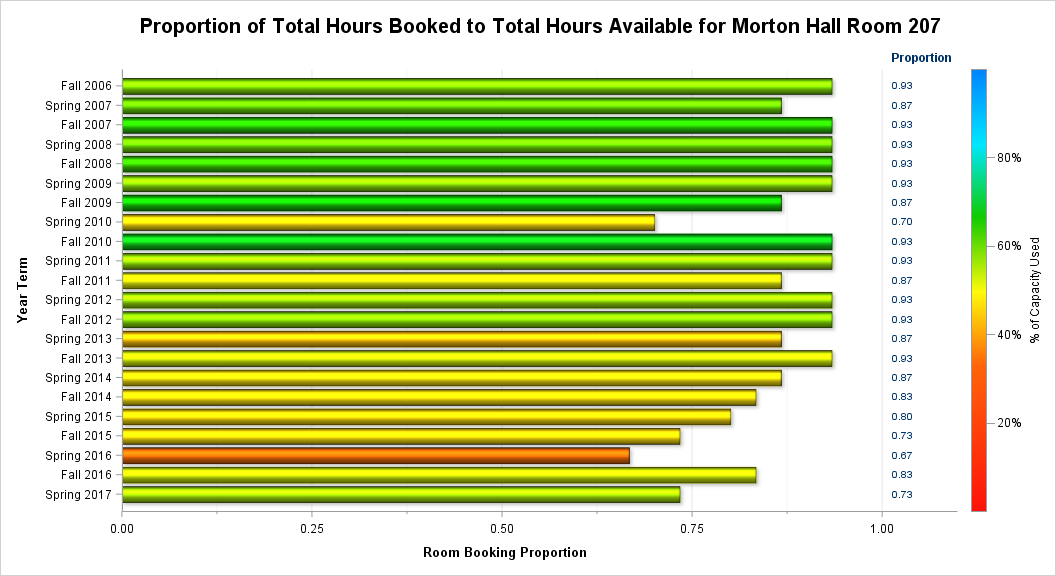 Proportion of Total Hours Booked to Total Hours Available for Morton Hall Room 207
Proportion
Fall 2006 0.93
Spring 2007 0.87
Fall 2007 0.93
Spring 2008 0.93
Fall 2008 0.93
Spring 2009 0.93
Fall 2009 0.87
Spring 2010 0.70
Fall 2010 0.93
Spring 2011 0.93
Fall 2011 0.87
Spring 2012 0.93
Fall 2012 0.93
Spring 2013 0.87
Fall 2013 0.93
Spring 2014 0.87
Fall 2014 0.83
Spring 2015 0.80
Fall 2015 0.73
Spring 2016 0.67
Fall 2016 0.83
Spring 2017 0.73
Year Term
0.00 0.25 0.50 0.75 1.00
Room Booking Proportion
80%
60%
40%
20%
% of Capacity Used